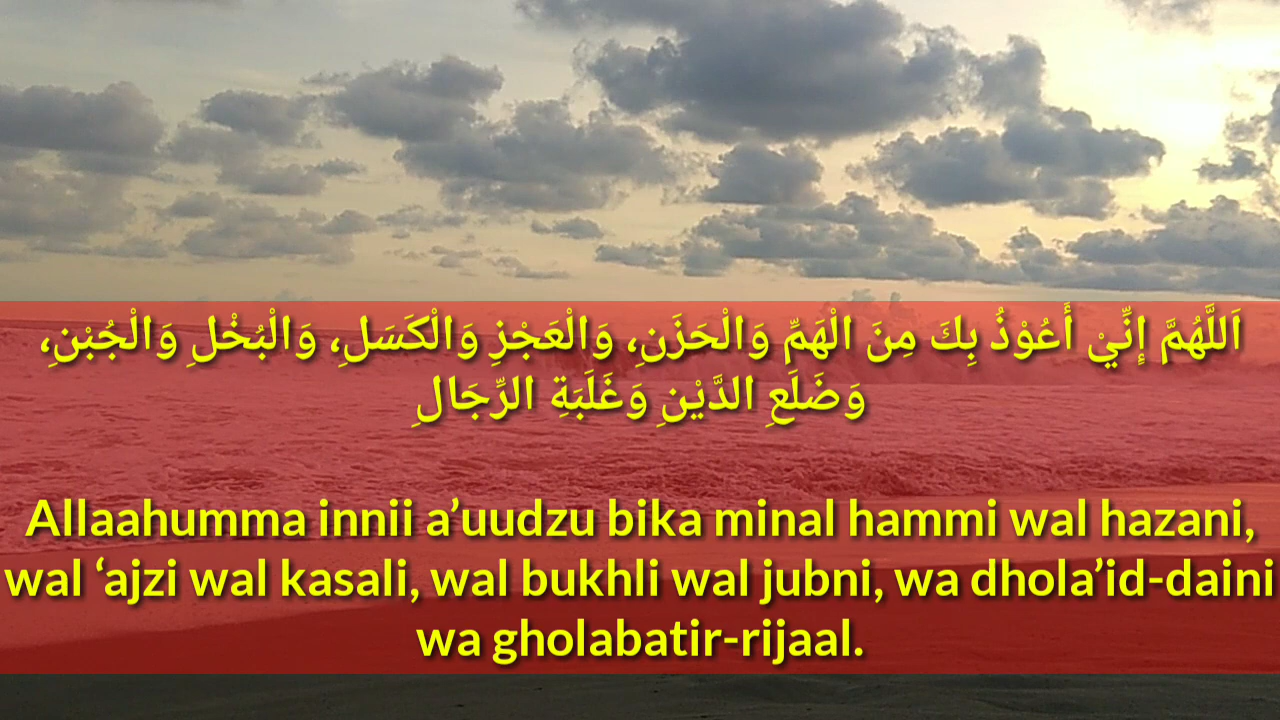 اَللَّهُمَّ إِنِّيْ أَعُوْذُ بِكَ مِنَ الْهَمِّ وَالْحَزَنِ، وَالْعَجْزِ وَالْكَسَلِ، وَالْبُخْلِ وَالْجُبْنِ،
وَضَلَعِ الدَّيْنِ وَغَلَبَةِ الرِّجَالِ
Allaahumma innii a’uudzu bika minal hammi wal hazani,
wal ‘ajzi wal kasali, wal bukhli wal jubni, wa dhola’id-daini
wa gholabatir-rijaal.